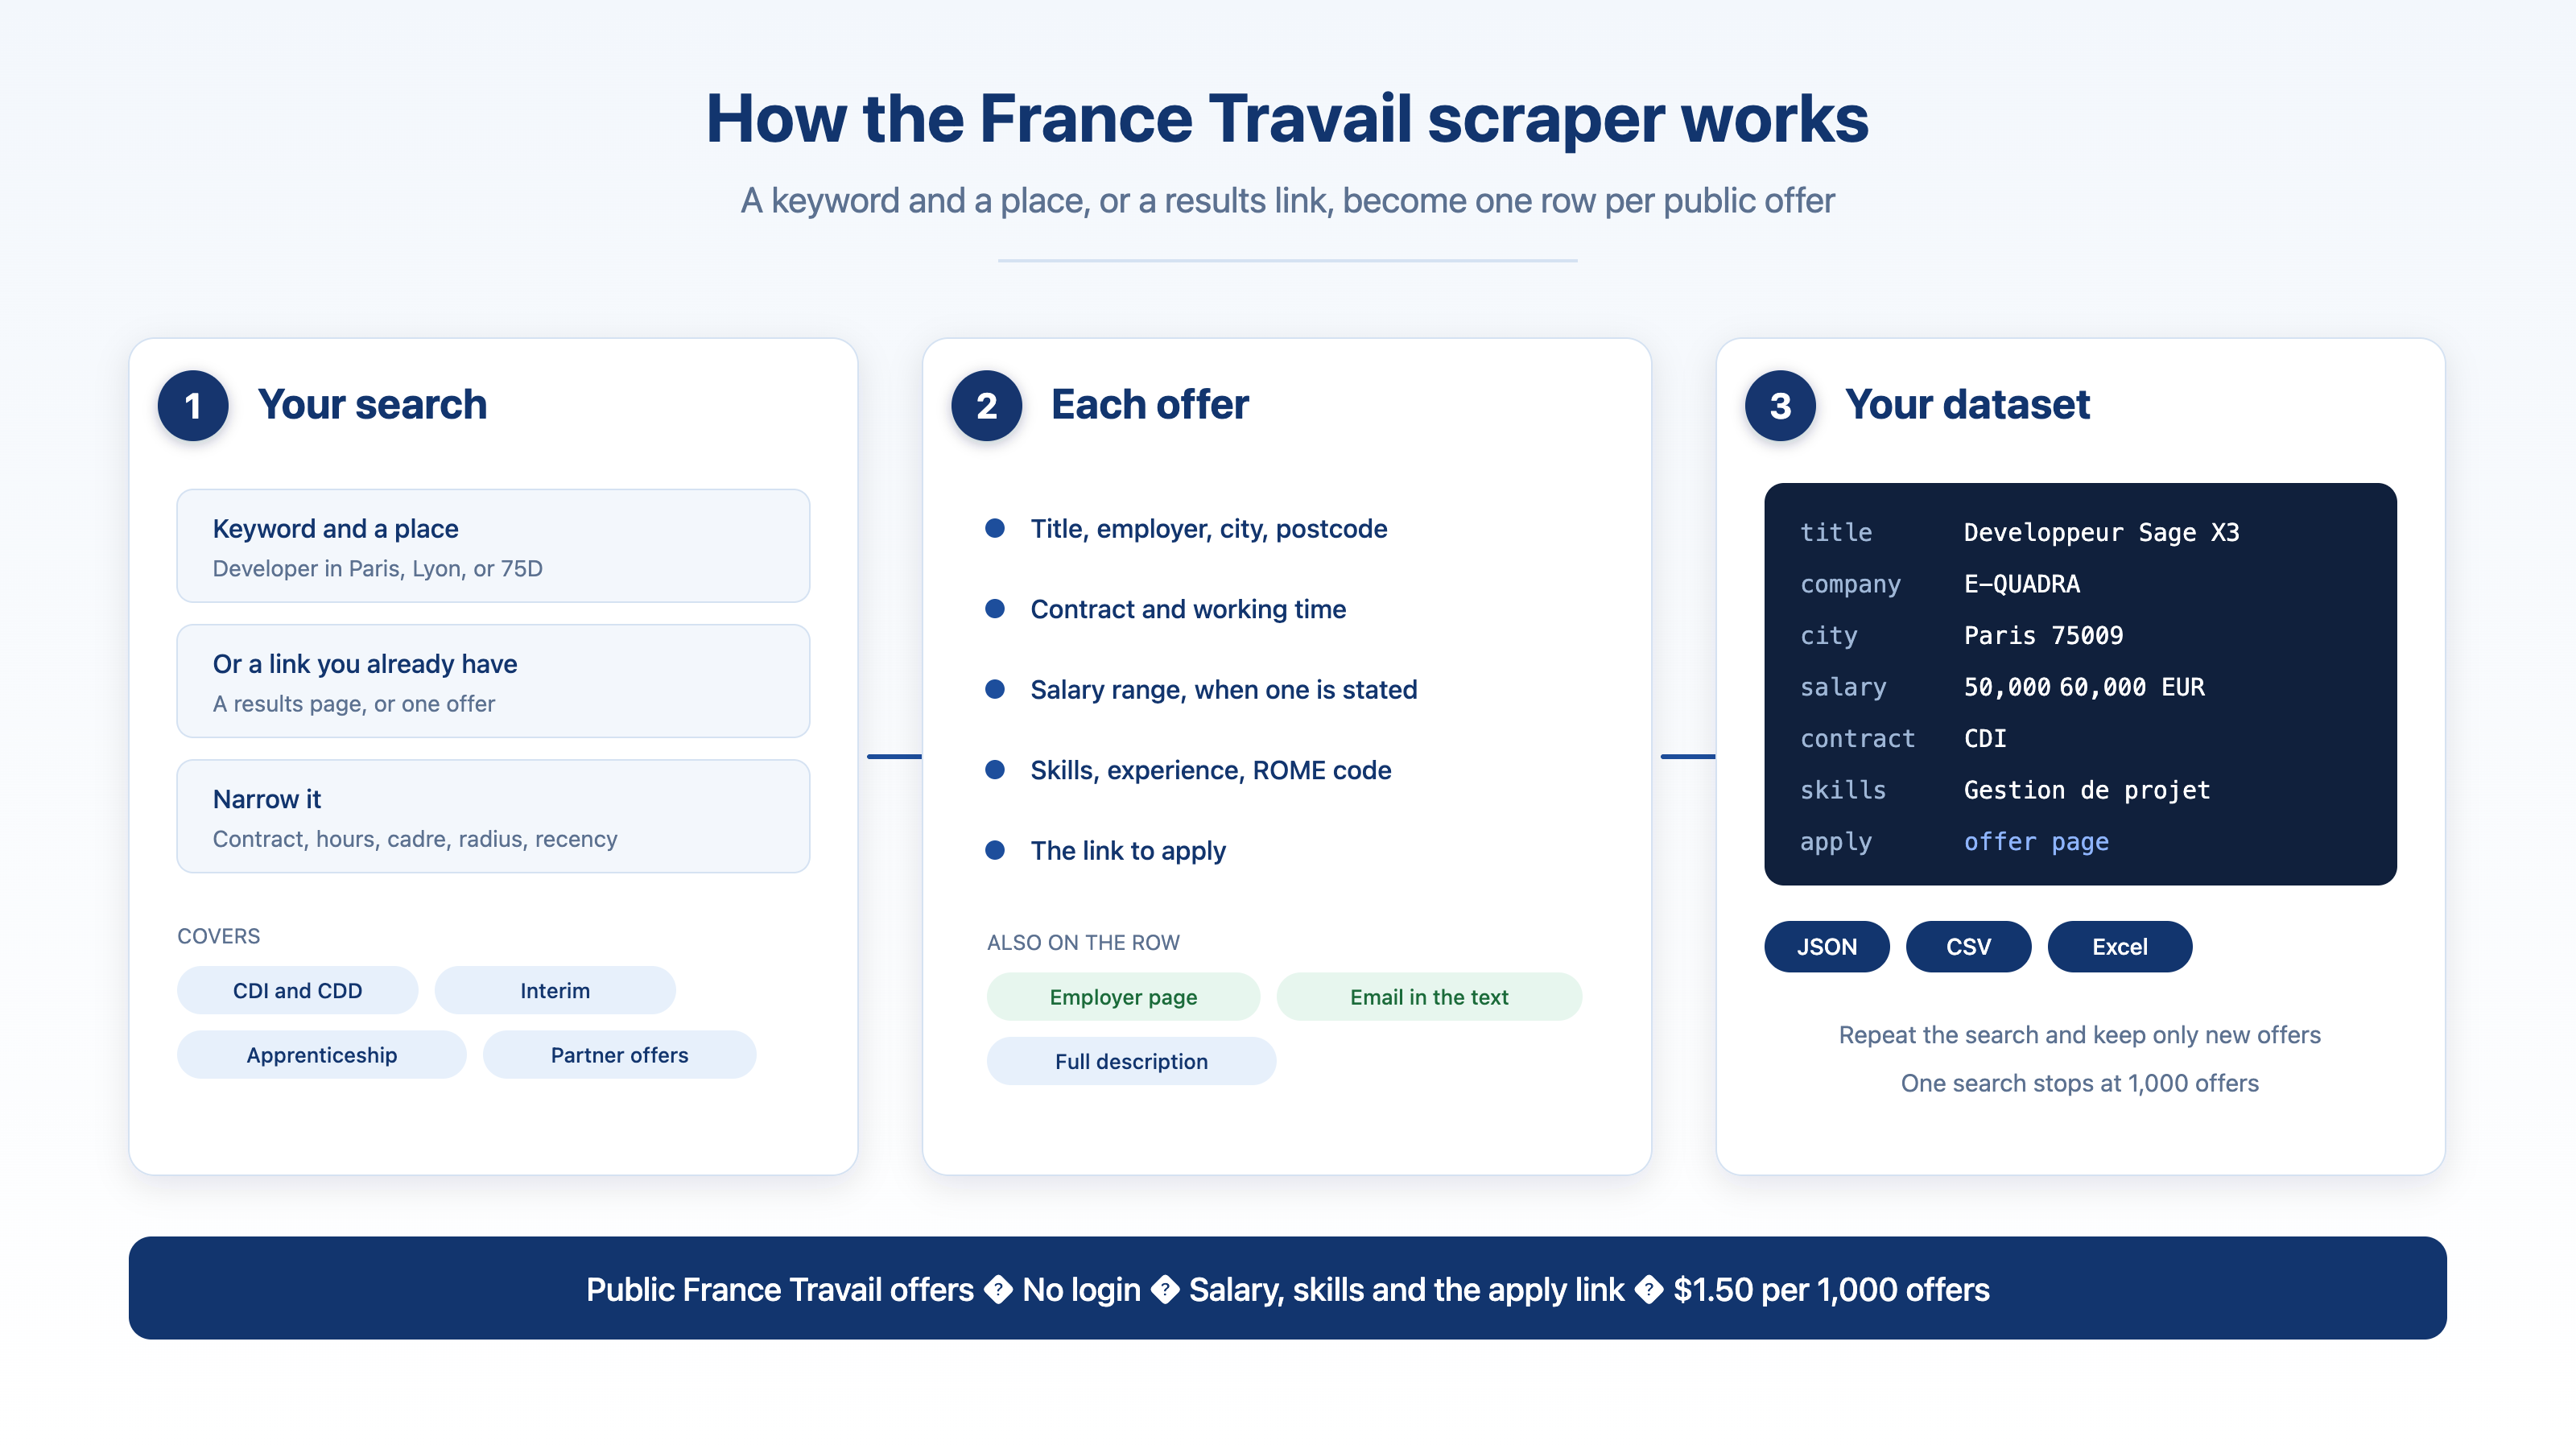 How the France Travail scraper works
A keyword and a place, or a results link, become one row per public offer
1 Your search
Keyword and a place
Developer in Paris, Lyon, or 75D
Or a link you already have
A results page, or one offer
Narrow it
Contract, hours, cadre, radius, recency
COVERS
CDI and CDD Interim
Apprenticeship Partner offers
2 Each offer
Title, employer, city, postcode
Contract and working time
Salary range, when one is stated
Skills, experience, ROME code
The link to apply
ALSO ON THE ROW
Employer page Email in the text
Full description
3 Your dataset
title Developpeur Sage X3
company E–QUADRA
city Paris 75009
salary 50,000 60,000 EUR
contract CDI
skills Gestion de projet
apply offer page
JSON CSV Excel
Repeat the search and keep only new offers
One search stops at 1,000 offers
Public France Travail offers � No login � Salary, skills and the apply link � $1.50 per 1,000 offers